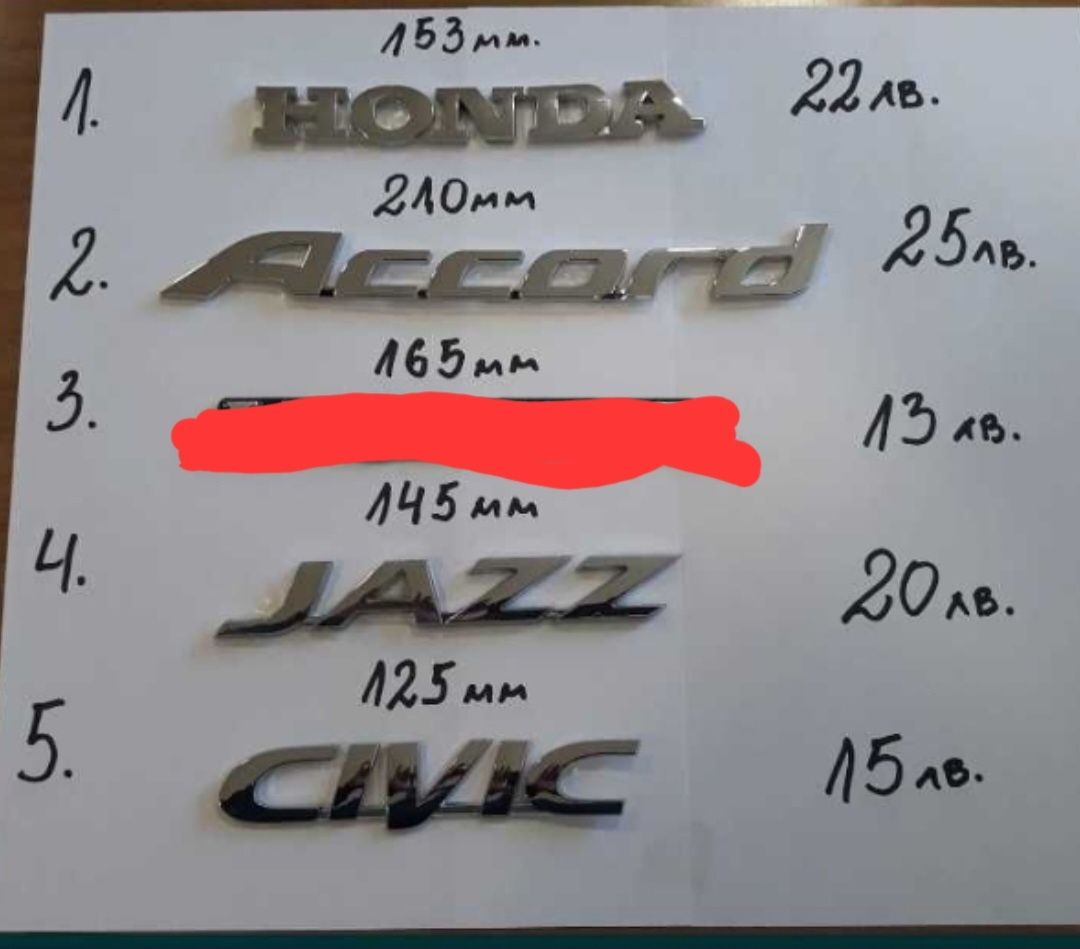 153мм.
1. HONDA 22лв.
210мм
2. Accord 25лв.
165мм
3. 13лв.
145мм
4. JAZZ 20лв.
125мм
5. CIVIC 15лв.